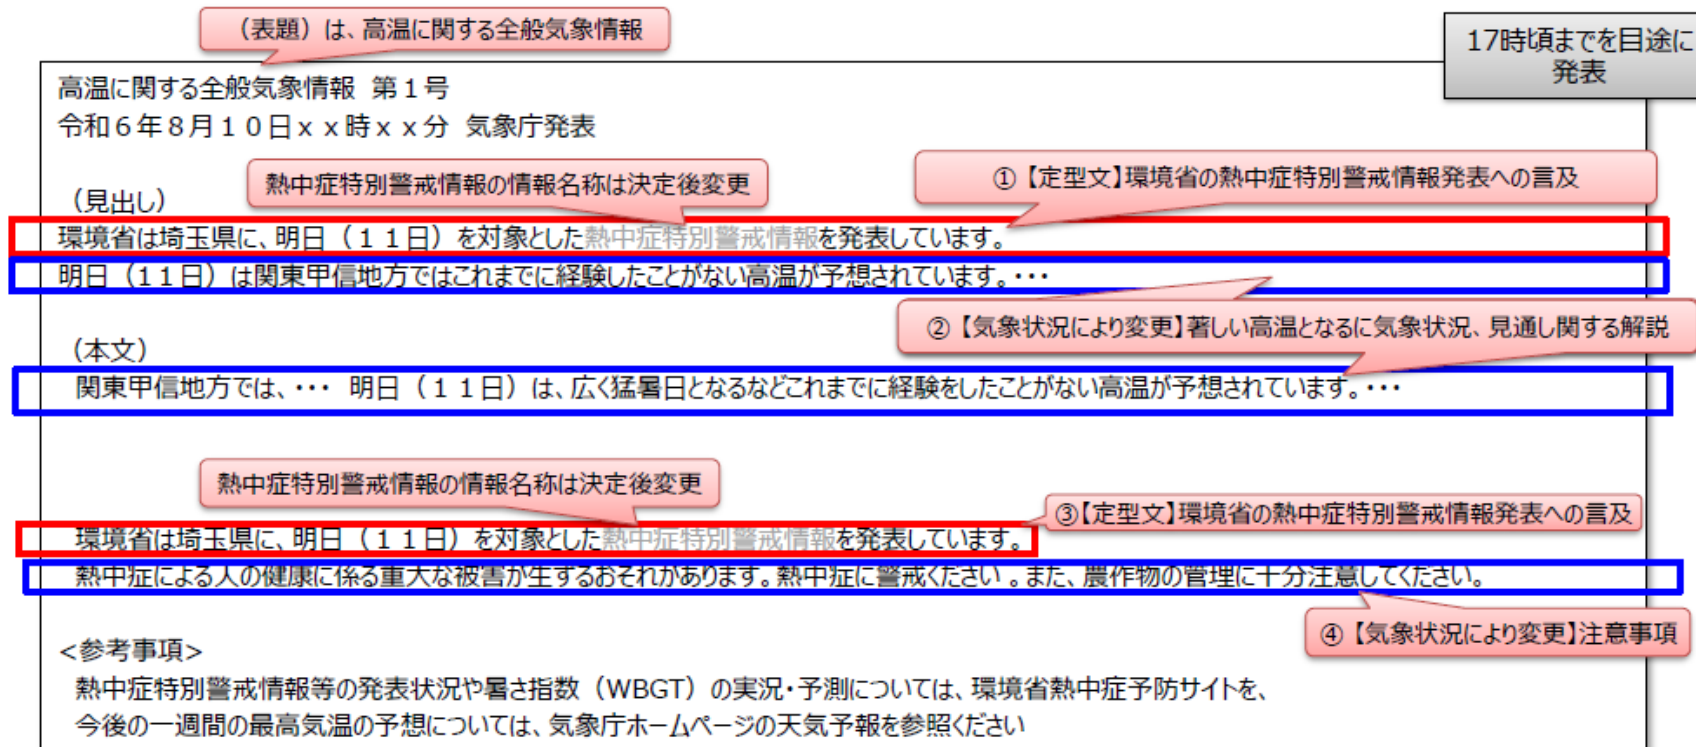 （表題）は、高温に関する全般気象情報
17時頃までを目途に
発表
高温に関する全般気象情報 第１号
令和６年８月１０日ｘｘ時ｘｘ分 気象庁発表
熱中症特別警戒情報の情報名称は決定後変更
①【定型文】環境省の熱中症特別警戒情報発表への言及
（見出し）
環境省は埼玉県に、明日（１１日）を対象とした熱中症特別警戒情報を発表しています。
明日（11日）は関東甲信地方ではこれまでに経験したことがない高温が予想されています。・・・
②【気象状況により変更】著しい高温となるに気象状況、見通し関する解説
（本文）
関東甲信地方では、・・・ 明日（１１日）は、広く猛暑日となるなどこれまでに経験をしたことがない高温が予想されています。・・・
熱中症特別警戒情報の情報名称は決定後変更
③【定型文】環境省の熱中症特別警戒情報発表への言及
環境省は埼玉県に、明日（１１日）を対象とした熱中症特別警戒情報を発表しています。
熱中症による人の健康に係る重大な被害が生ずるおそれがあります。熱中症に警戒ください 。また、農作物の管理に十分注意してください。
④【気象状況により変更】注意事項
<参考事項>
熱中症特別警戒情報等の発表状況や暑さ指数（WBGT）の実況・予測については、環境省熱中症予防サイトを、
今後の一週間の最高気温の予想については、気象庁ホームページの天気予報を参照ください